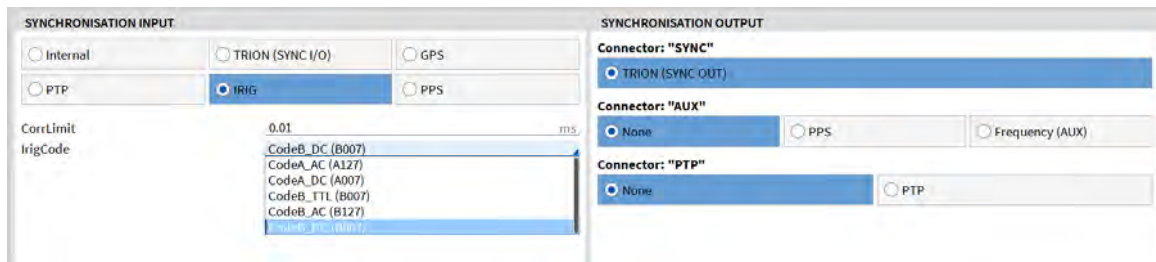 SYNCHRONISATION INPUT
Internal
TRION (SYNC I/O)
GPS
PTP
IRIG
PPS
CorrLimit
0.01
ms
IrigCode
CodeB_DC (B007)
CodeA_AC (A127)
CodeA_DC (A007)
CodeB_TTL (B007)
CodeB_AC (B127)
CodeB_DC (B007)
SYNCHRONISATION OUTPUT
Connector: "SYNC"
TRION (SYNC OUT)
Connector: "AUX"
None
PPS
Frequency (AUX)
Connector: "PTP"
None
PTP